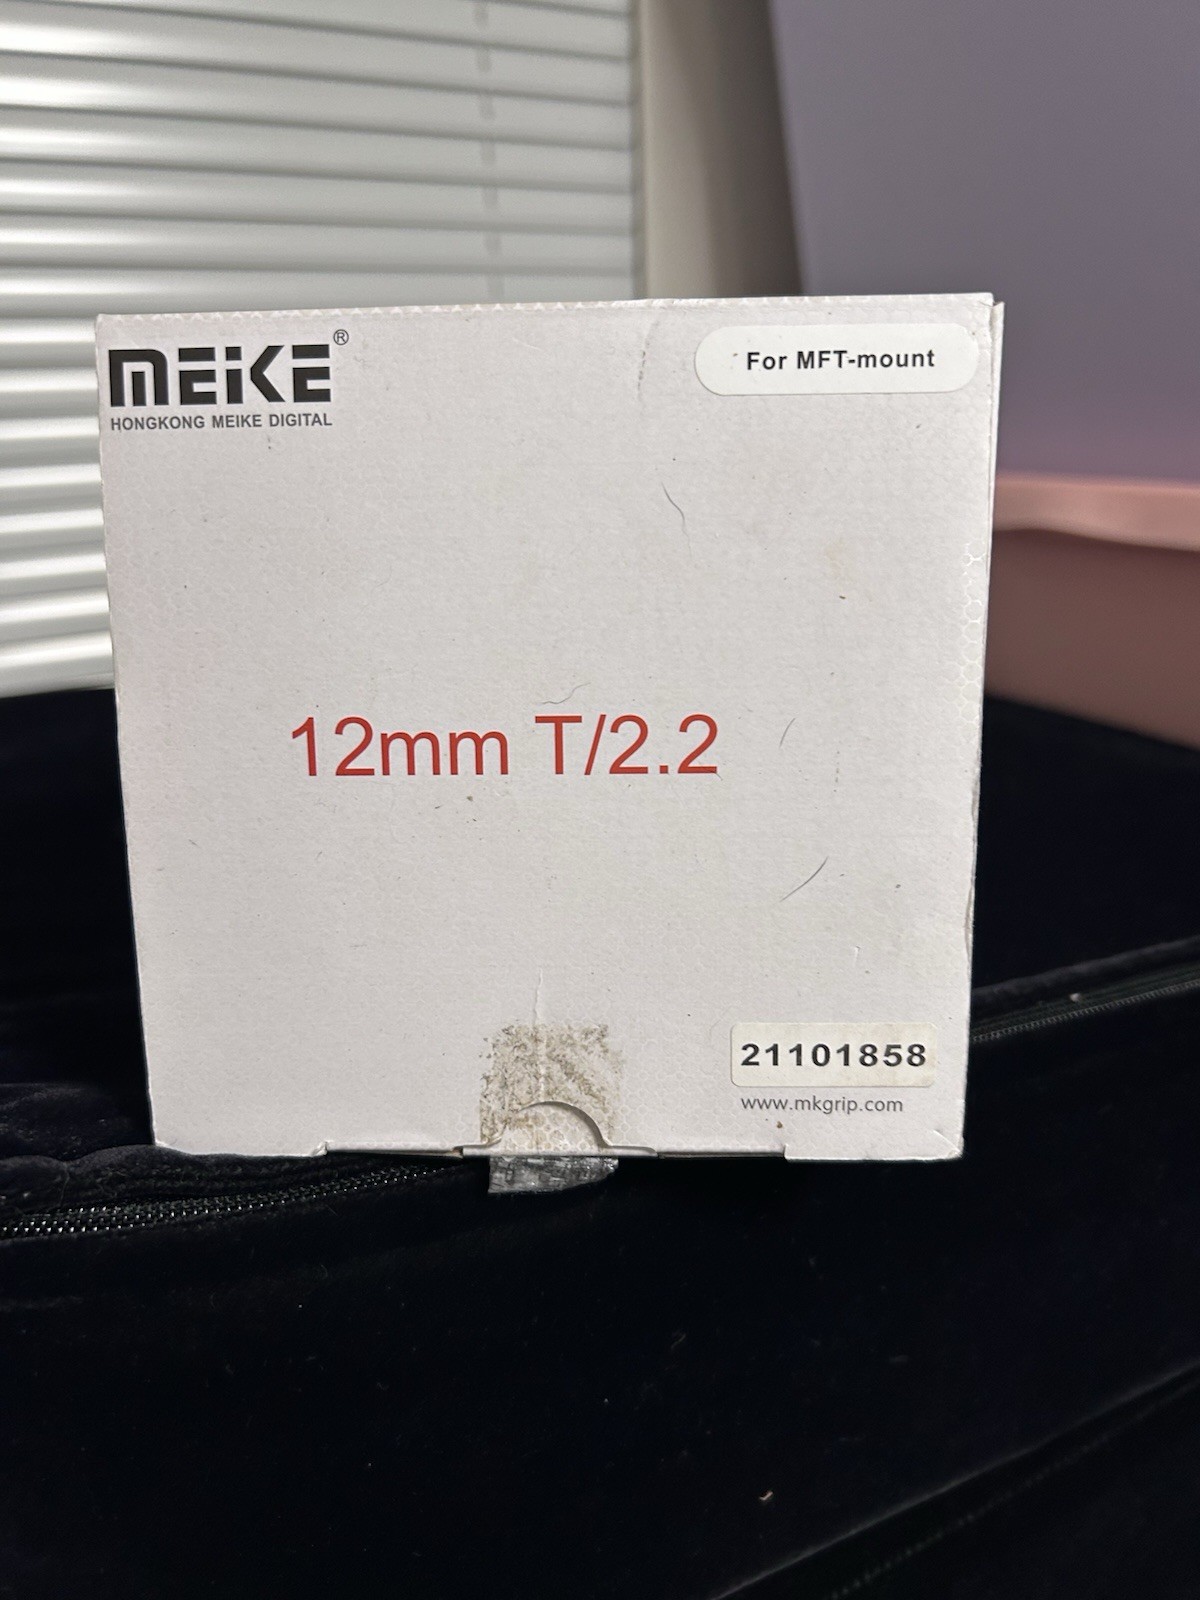 MEiKE®
HONGKONG MEIKE DIGITAL
For MFT-mount
12mm T/2.2
21101858
www.mkgrip.com